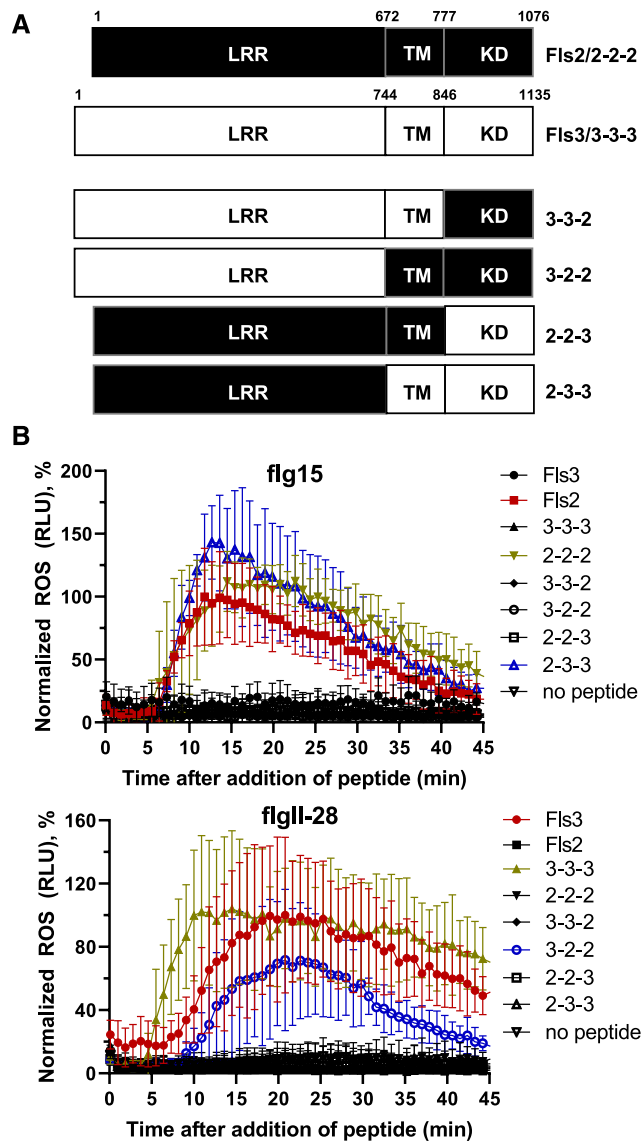 A
1 672 777 1076
LRR TM KD Fls2/2-2-2
1 744 846 1135
LRR TM KD Fls3/3-3-3
LRR TM KD 3-3-2
LRR TM KD 3-2-2
LRR TM KD 2-2-3
LRR TM KD 2-3-3
B
flg15
Normalized ROS (RLU), %
200
150
100
50
0
0 5 10 15 20 25 30 35 40 45
Time after addition of peptide (min)
Fls3
Fls2
3-3-3
2-2-2
3-3-2
3-2-2
2-2-3
2-3-3
no peptide
flgII-28
Normalized ROS (RLU), %
160
120
80
40
0
0 5 10 15 20 25 30 35 40 45
Time after addition of peptide (min)
Fls3
Fls2
3-3-3
2-2-2
3-3-2
3-2-2
2-2-3
2-3-3
no peptide